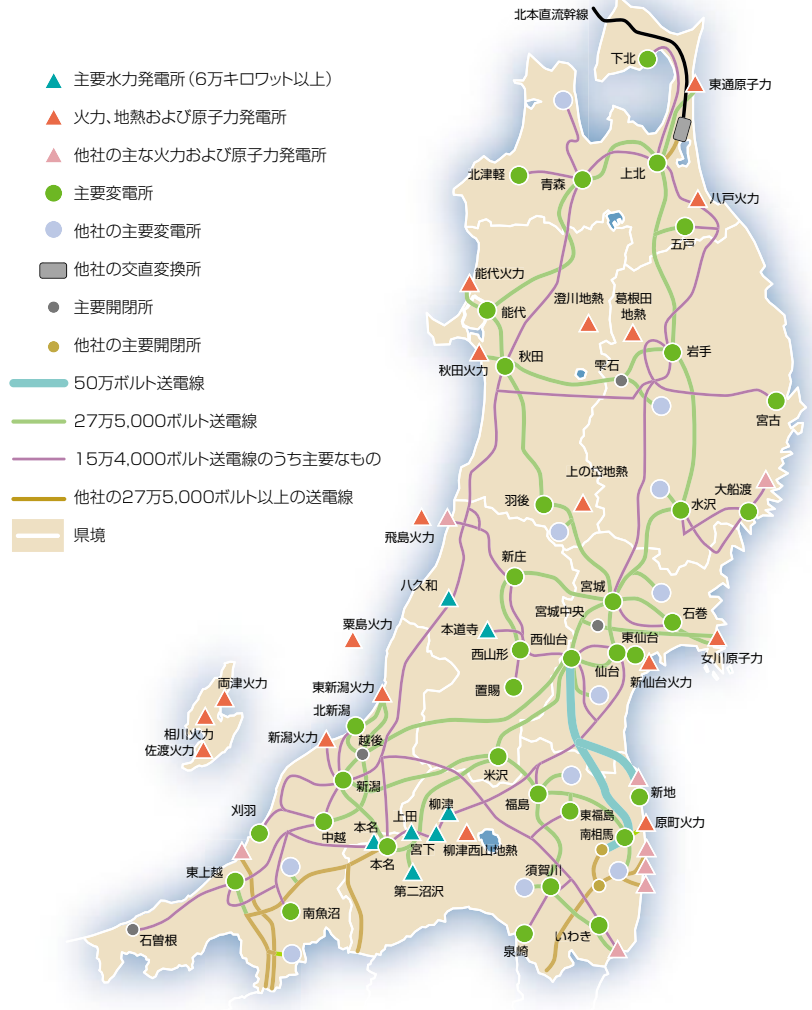 北本直流幹線
下北
主要水力発電所（6万キロワット以上）
東通原子力
火力、地熱および原子力発電所
他社の主な火力および原子力発電所
北津軽
青森
上北
主要変電所
八戸火力
他社の主要変電所
五戸
他社の交直変換所
能代火力
澄川地熱
葛根田
地熱
主要開閉所
能代
他社の主要開閉所
秋田
岩手
秋田火力
雫石
50万ボルト送電線
27万5,000ボルト送電線
宮古
15万4,000ボルト送電線のうち主要なもの
上の岱地熱
大船渡
他社の27万5,000ボルト以上の送電線
羽後
水沢
県境
飛島火力
新庄
八久和
宮城
宮城中央
石巻
粟島火力
本道寺
西仙台
東仙台
西山形
仙台
女川原子力
両津火力
東新潟火力
置賜
新仙台火力
北新潟
相川火力
新潟火力
越後
佐渡火力
米沢
新潟
福島
新地
刈羽
柳津
上田
東福島
原町火力
中越
本名
南相馬
宮下
柳津西山地熱
本名
東上越
須賀川
第二沼沢
南魚沼
石曽根
いわき
泉崎